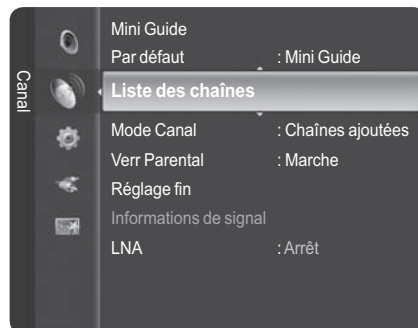 Canal
Mini Guide
Par défaut : Mini Guide
Liste des chaînes
Mode Canal : Chaînes ajoutées
Verr Parental : Marche
Réglage fin
Informations de signal
LNA : Arrêt